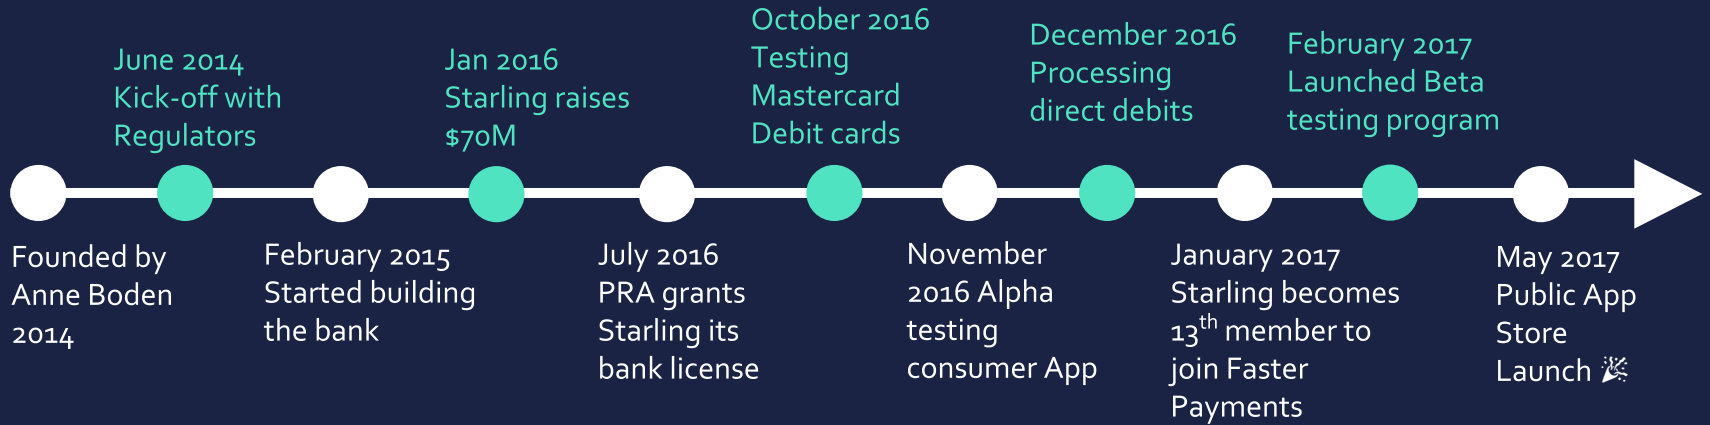 Founded by
Anne Boden
2014
June 2014
Kick-off with
Regulators
February 2015
Started building
the bank
Jan 2016
Starling raises
$70M
July 2016
PRA grants
Starling its
bank license
October 2016
Testing
Mastercard
Debit cards
November
2016 Alpha
testing
consumer App
December 2016
Processing
direct debits
January 2017
Starling becomes
13th member to
join Faster
Payments
February 2017
Launched Beta
testing program
May 2017
Public App
Store
Launch 🎉